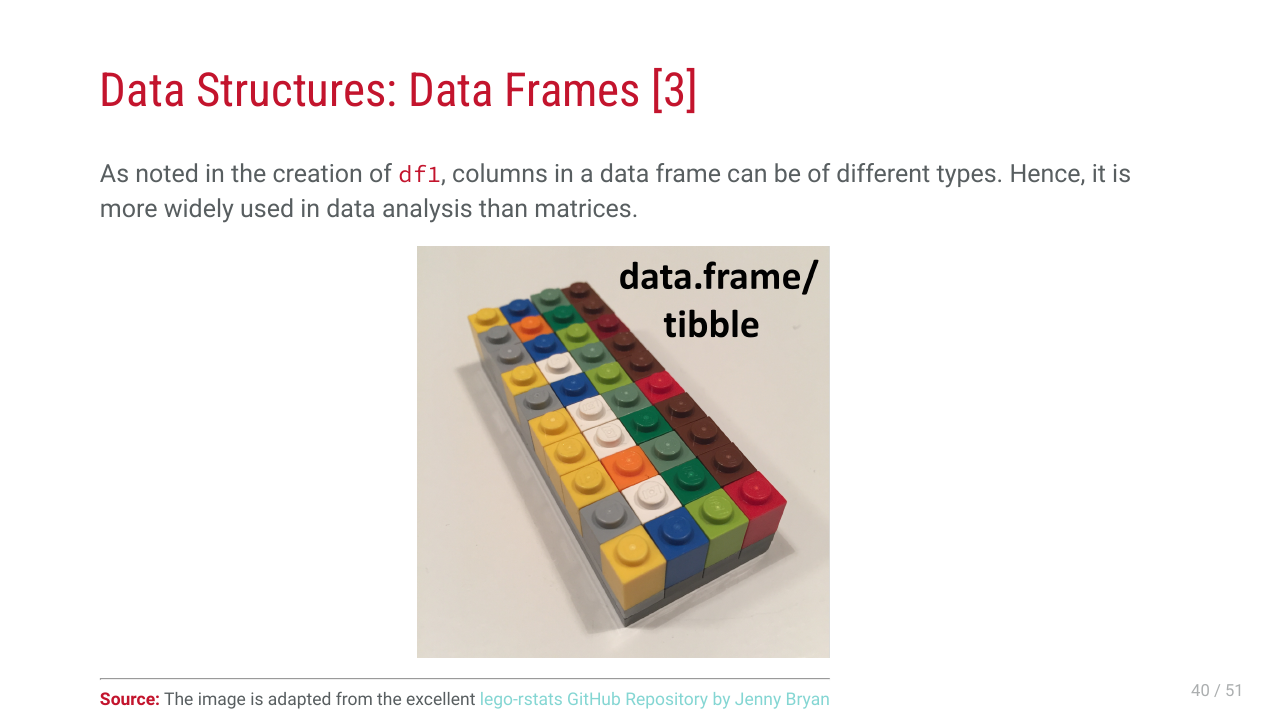 Data Structures: Data Frames [3]
As noted in the creation of df1, columns in a data frame can be of different types. Hence, it is
more widely used in data analysis than matrices.
data.frame/
tibble
Source: The image is adapted from the excellent lego-rstats GitHub Repository by Jenny Bryan
40 / 51